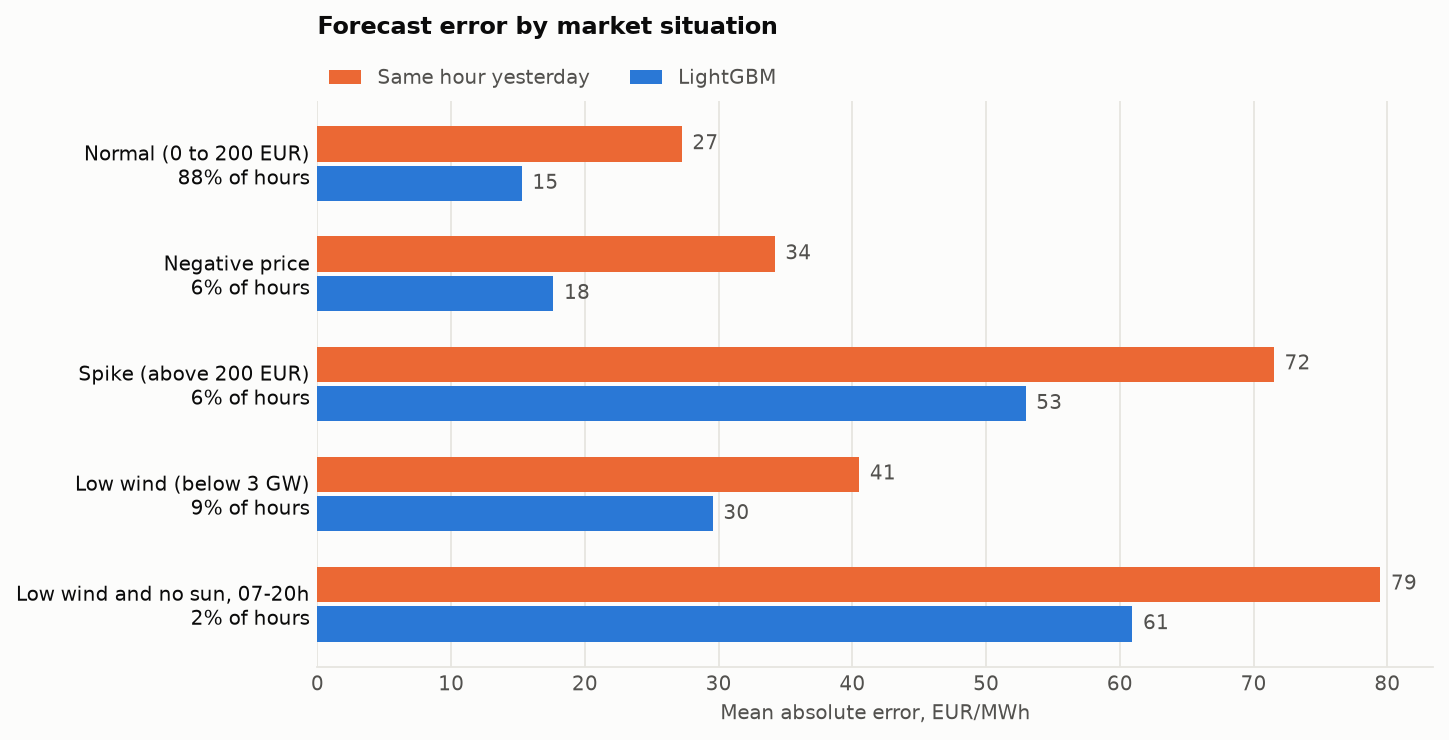 Forecast error by market situation
Same hour yesterday LightGBM
Normal (0 to 200 EUR)
88% of hours
27
15
Negative price
6% of hours
34
18
Spike (above 200 EUR)
6% of hours
72
53
Low wind (below 3 GW)
9% of hours
41
30
Low wind and no sun, 07-20h
2% of hours
79
61
0 10 20 30 40 50 60 70 80
Mean absolute error, EUR/MWh